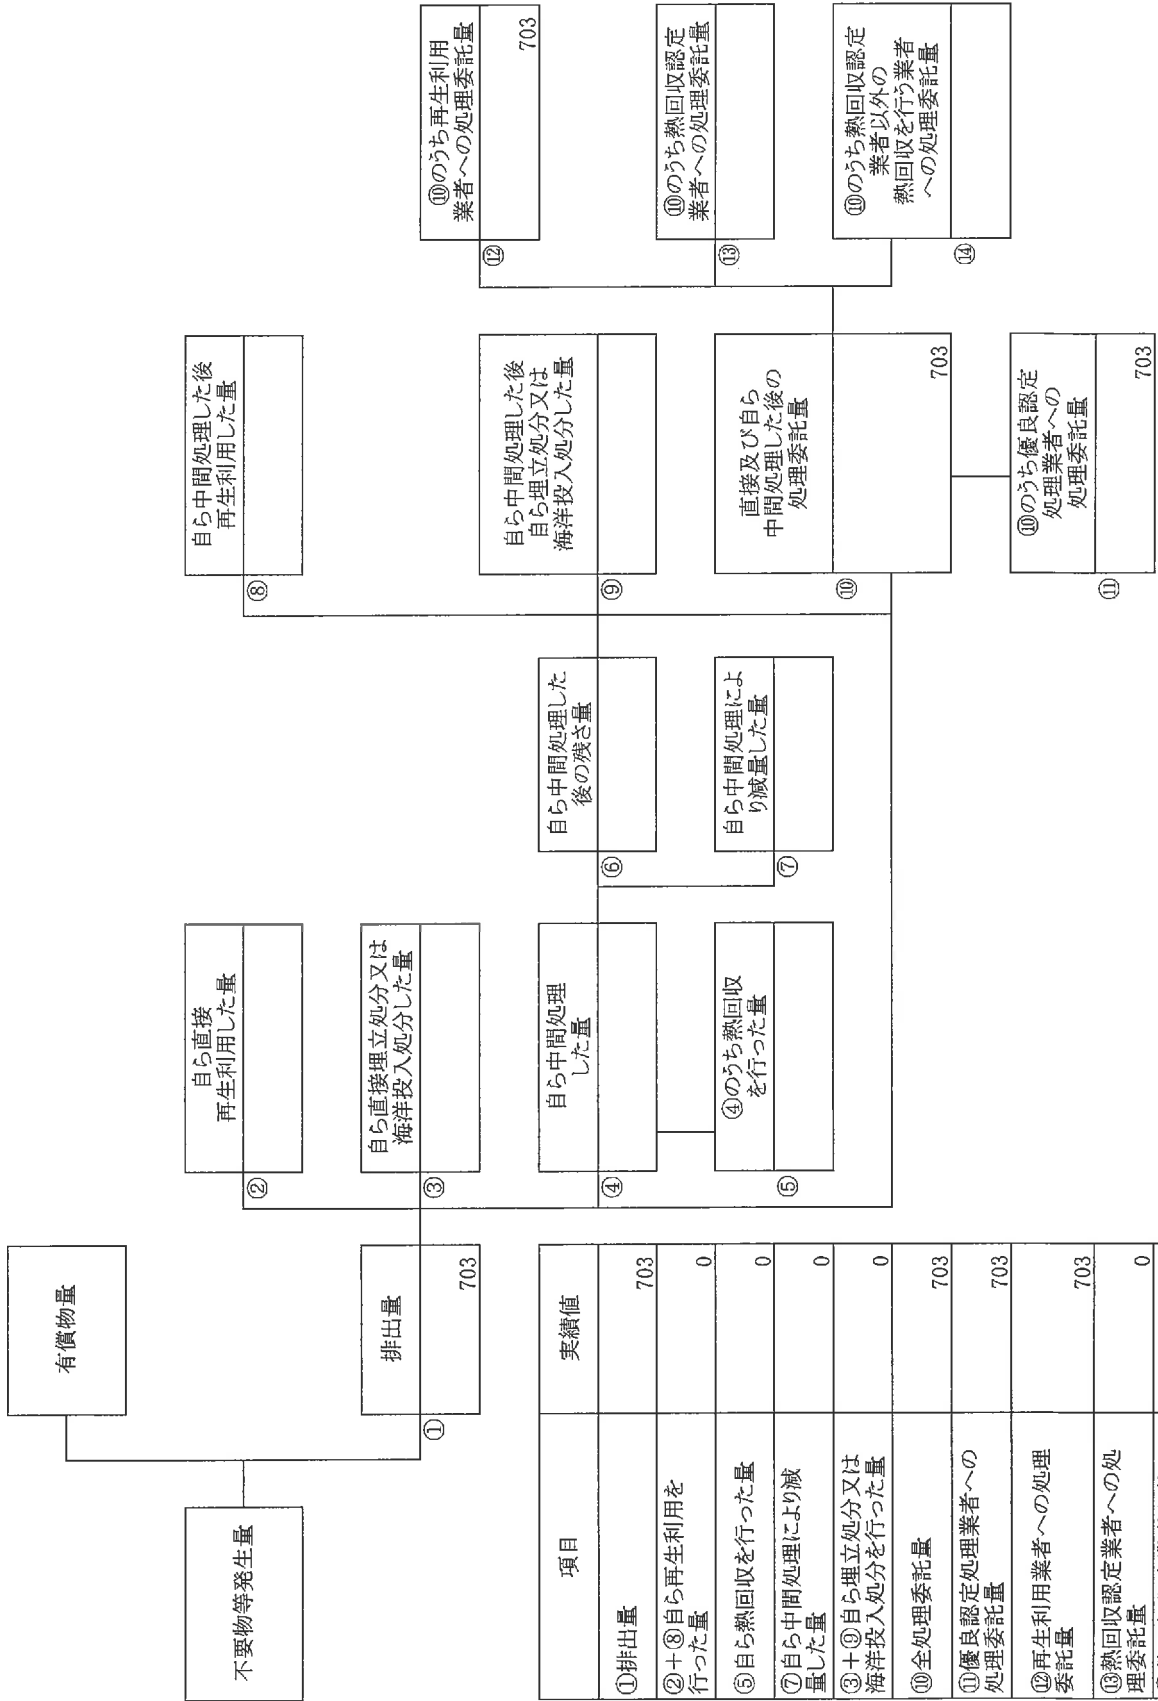 不要物等発生量
有償物量
①
排出量
703
②
自ら直接
再生利用した量
③
自ら直接埋立処分又は
海洋投入処分した量
④
自ら中間処理
した量
⑤
④のうち熱回収
を行った量
⑥
自ら中間処理した
後の残さ量
⑦
自ら中間処理によ
り減量した量
⑧
自ら中間処理した後
再生利用した量
⑨
自ら中間処理した後
自ら埋立処分又は
海洋投入処分した量
⑩
直接及び自ら
中間処理した後の
処理委託量
703
⑪
⑩のうち優良認定
処理業者への
処理委託量
703
⑫
⑩のうち再生利用
業者への処理委託量
703
⑬
⑩のうち熱回収認定
業者への処理委託量
⑭
⑩のうち熱回収認定
業者以外の
熱回収を行う業者
への処理委託量
項目
実績値
①排出量
703
②+⑧自ら再生利用を
行った量
0
⑤自ら熱回収を行った量
0
⑦自ら中間処理により減
量した量
0
③+⑨自ら埋立処分又は
海洋投入処分を行った量
0
⑩全処理委託量
703
⑪優良認定処理業者への
処理委託量
703
⑫再生利用業者への処理
委託量
703
⑬熱回収認定業者への処
理委託量
0